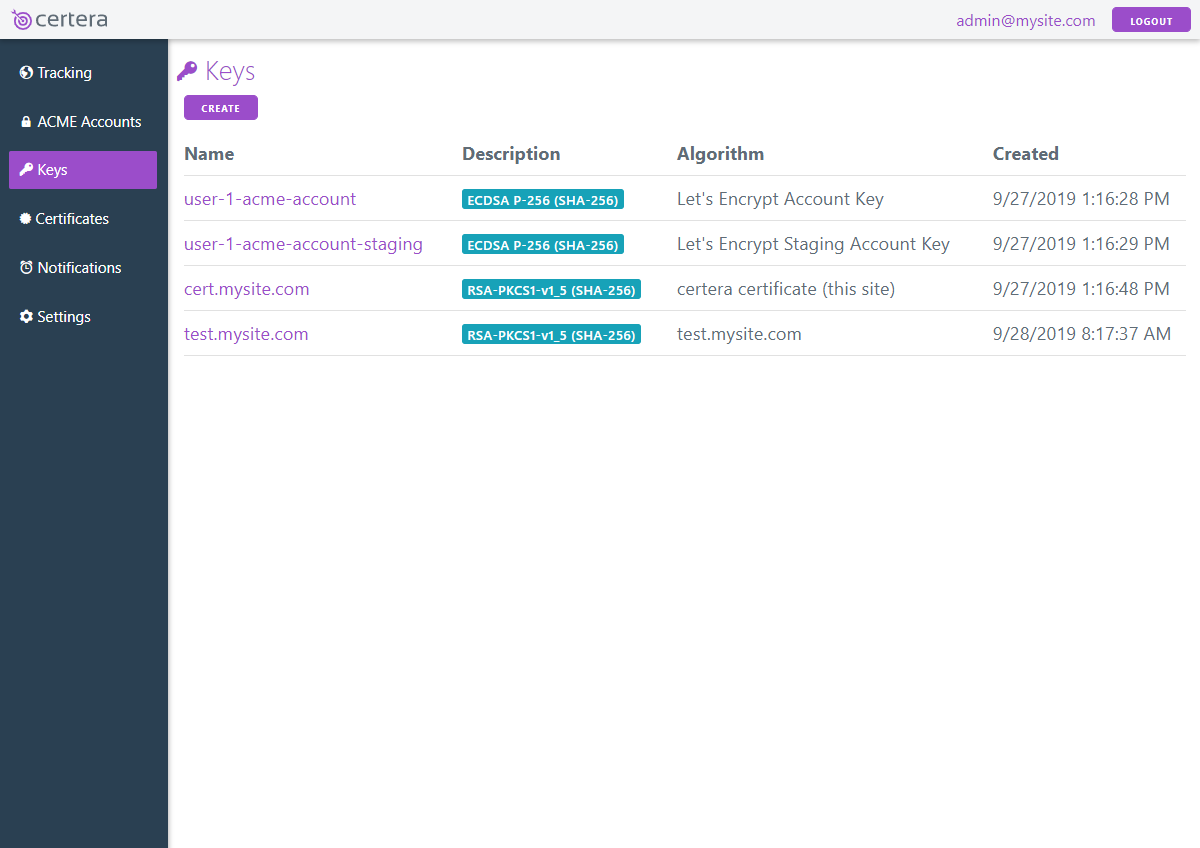 certera admin@mysite.com LOGOUT
Tracking
ACME Accounts
Keys
Certificates
Notifications
Settings
Keys
CREATE
Name Description Algorithm Created
user-1-acme-account ECDSA P-256 (SHA-256) Let's Encrypt Account Key 9/27/2019 1:16:28 PM
user-1-acme-account-staging ECDSA P-256 (SHA-256) Let's Encrypt Staging Account Key 9/27/2019 1:16:29 PM
cert.mysite.com RSA-PKCS1-v1_5 (SHA-256) certera certificate (this site) 9/27/2019 1:16:48 PM
test.mysite.com RSA-PKCS1-v1_5 (SHA-256) test.mysite.com 9/28/2019 8:17:37 AM